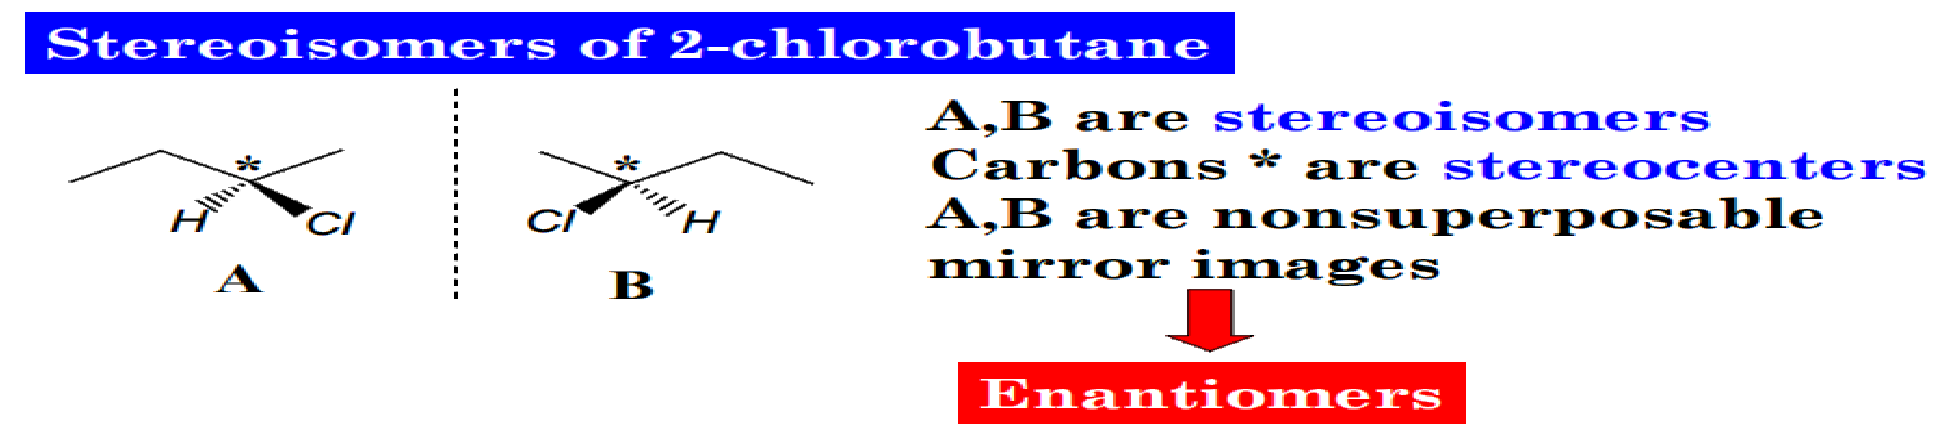 Stereoisomers of 2-chlorobutane
* H Cl
A
* Cl H
B
A,B are stereoisomers
Carbons * are stereocenters
A,B are nonsuperposable
mirror images
Enantiomers